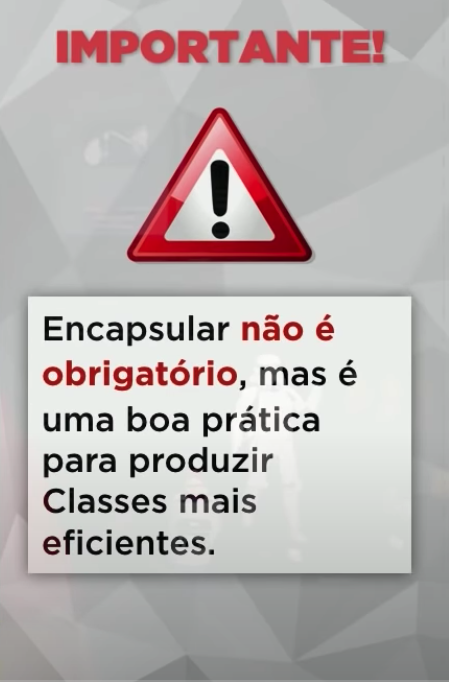 IMPORTANTE!
Encapsular não é
obrigatório, mas é
uma boa prática
para produzir
Classes mais
eficientes.